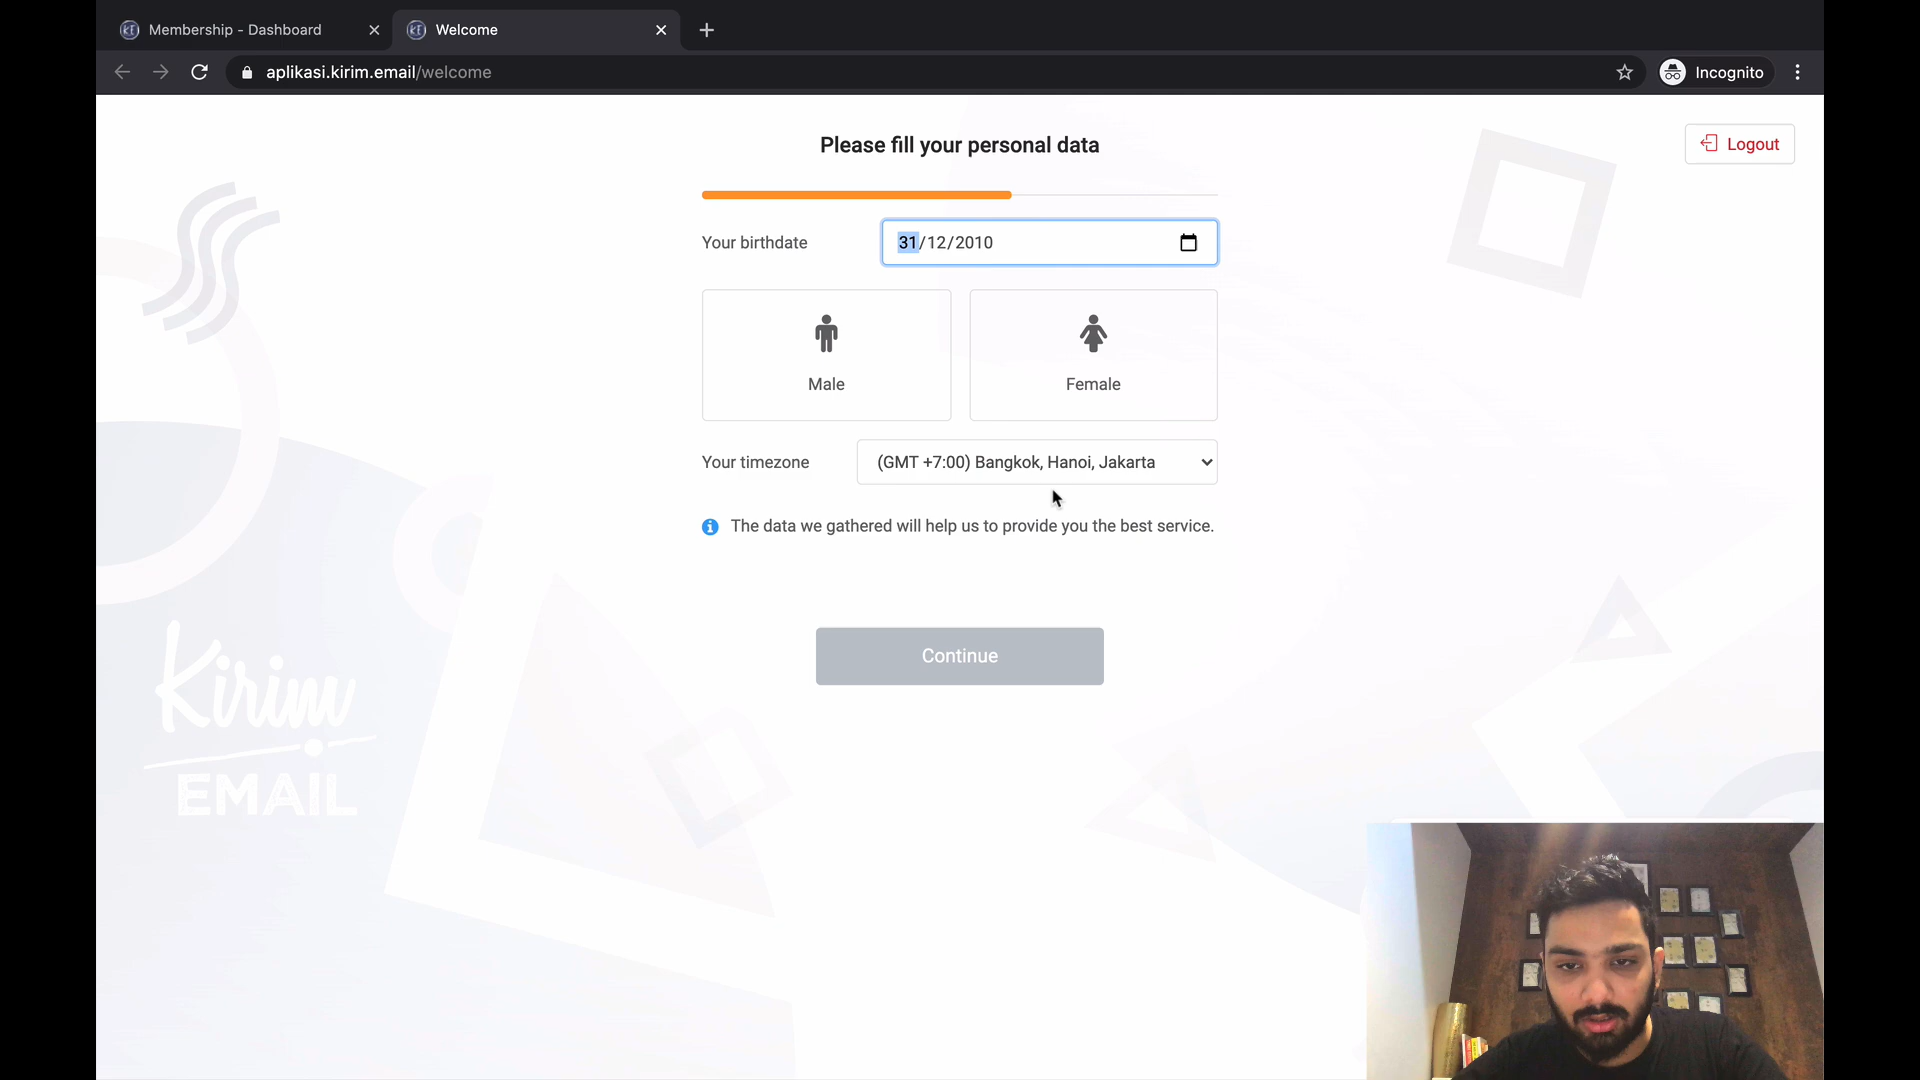 Membership - Dashboard
Welcome
aplikasi.kirim.email/welcome
Incognito
Please fill your personal data
Logout
Your birthdate
31/12/2010
Male
Female
Your timezone
(GMT +7:00) Bangkok, Hanoi, Jakarta
The data we gathered will help us to provide you the best service.
Continue
Kirim
EMAIL